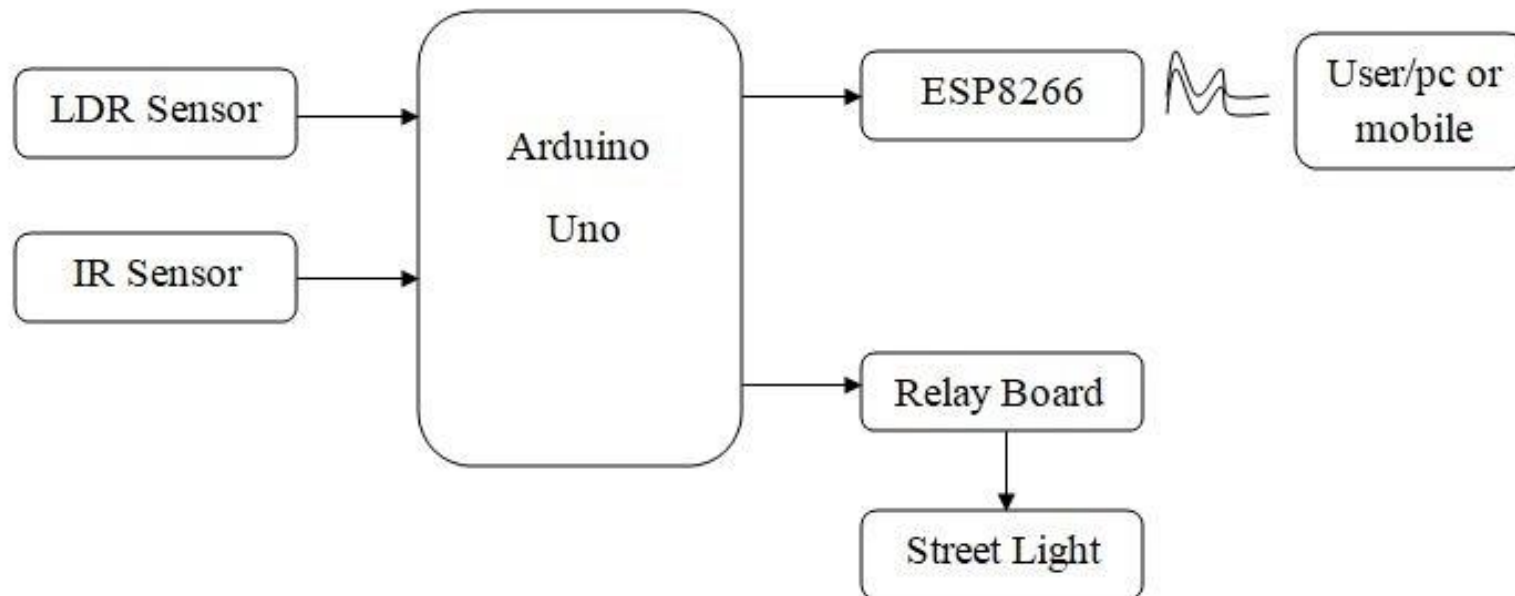 LDR Sensor
IR Sensor
Arduino
Uno
ESP8266
User/pc or
mobile
Relay Board
Street Light